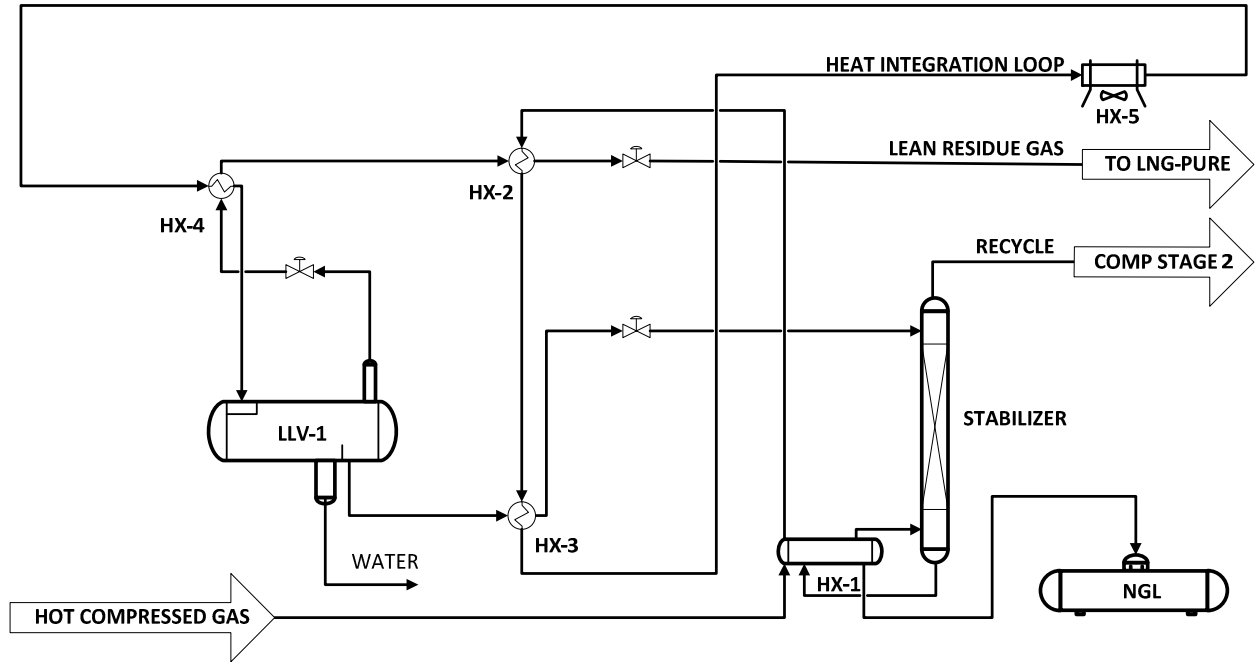 HEAT INTEGRATION LOOP
HX-5
LEAN RESIDUE GAS
TO LNG-PURE
HX-2
HX-4
RECYCLE
COMP STAGE 2
STABILIZER
LLV-1
HX-3
WATER
HX-1
NGL
HOT COMPRESSED GAS